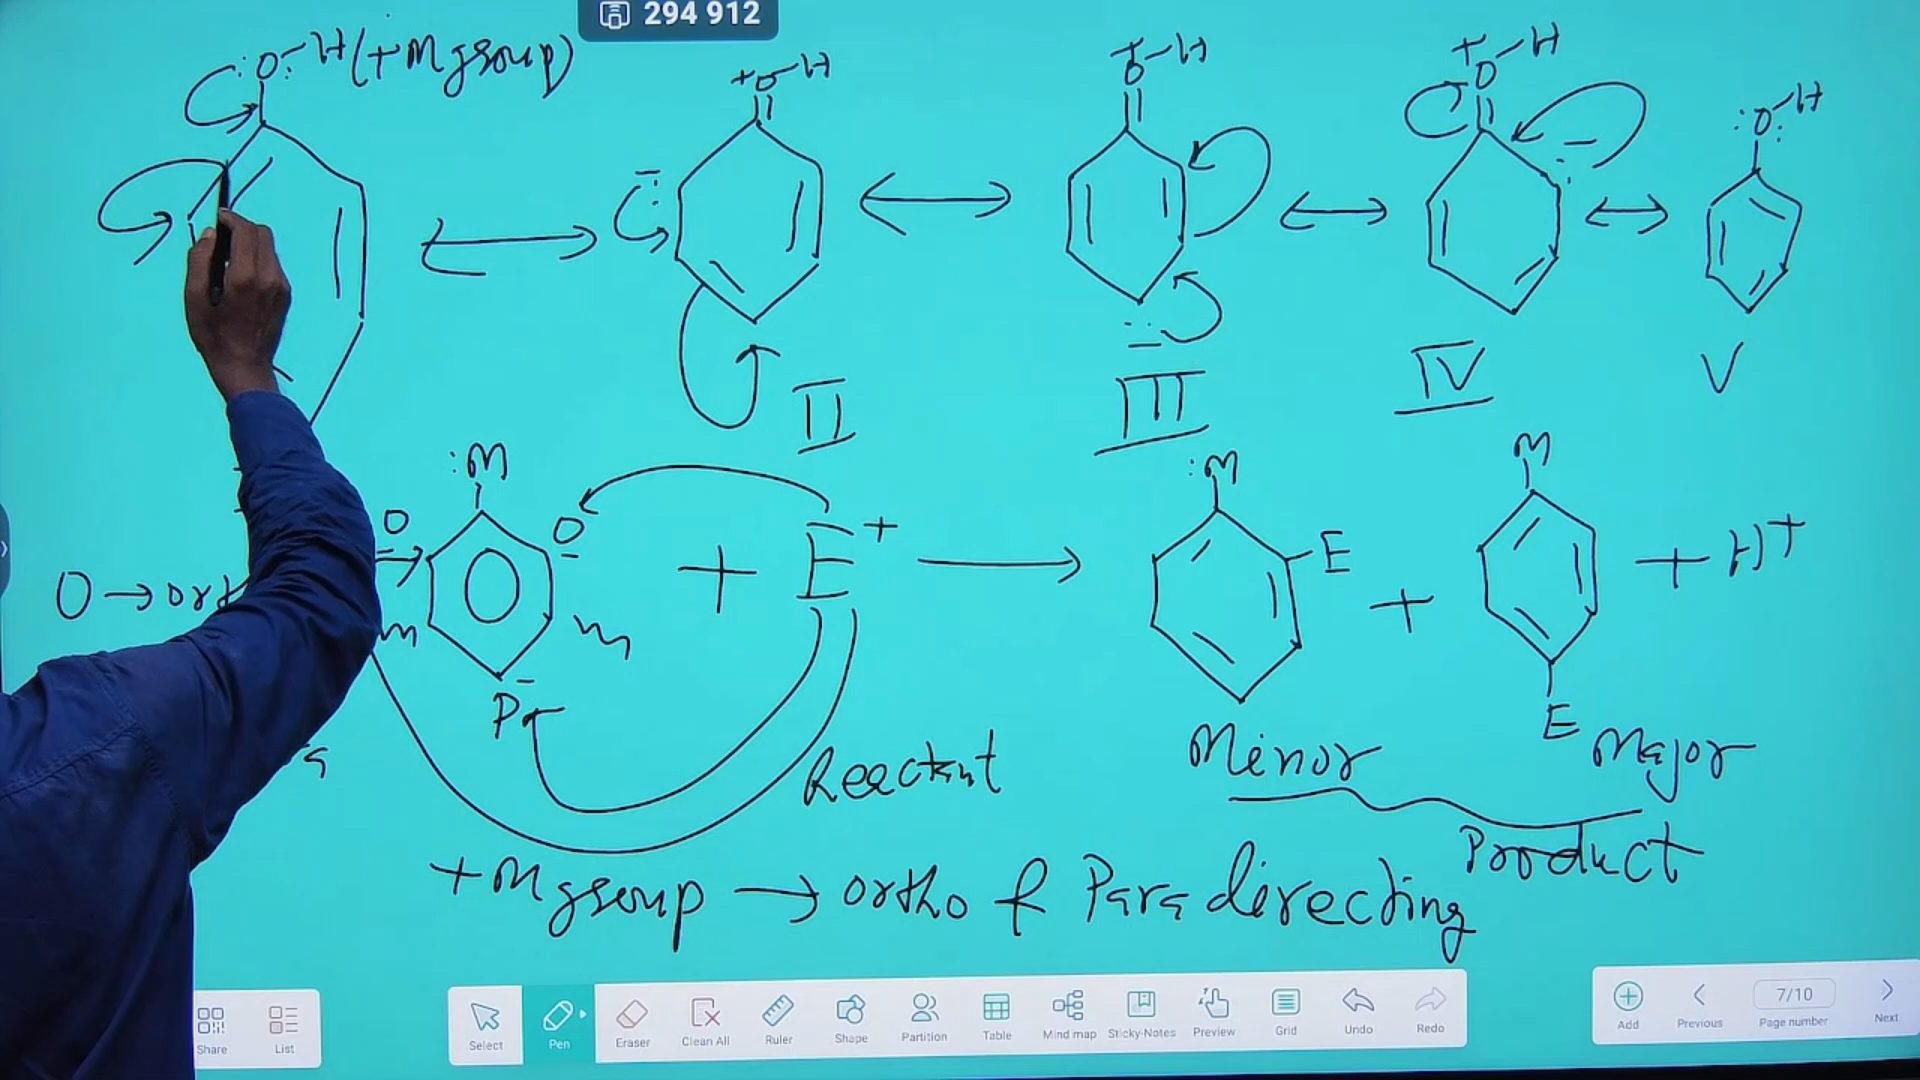 294 912
:Ö: H (+M group)
+O-H
+O-H
+O-H
:O-H
II
III
IV
V
:M
O
O
O → ort
m
m
P
+ E+
:M
E
+
M
E
+ H+
Reactant
Minor
Major
Product
+M group → ortho & Para directing
Share
List
Select
Pen
Eraser
Clean All
Ruler
Shape
Partition
Table
Mind map
Sticky-Notes
Preview
Grid
Undo
Redo
Add
Previous
7/10
Page number
Next